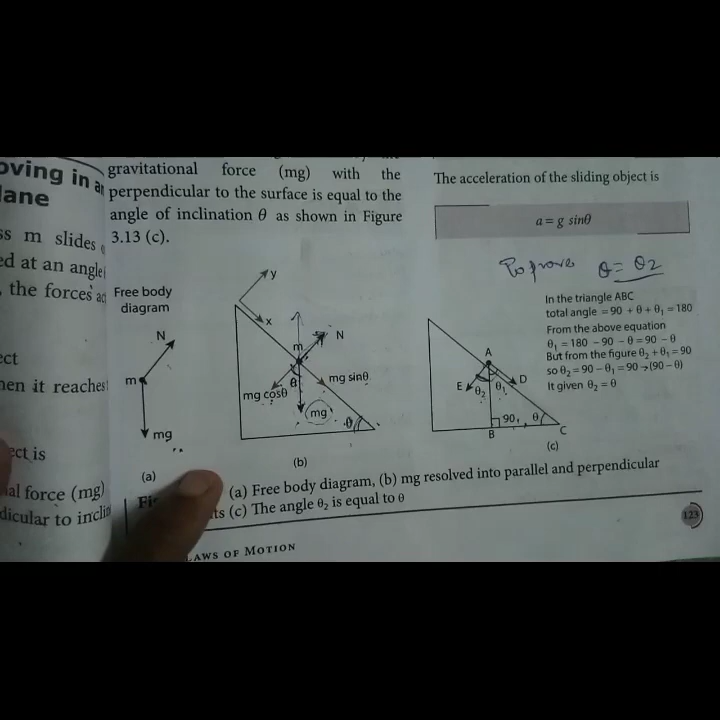 oving in an
lane
ss m slides
ed at an angle
, the forces ac
ect
hen it reaches
ect is
al force (mg)
dicular to inclin
gravitational force (mg) with the
perpendicular to the surface is equal to the
angle of inclination θ as shown in Figure
3.13 (c).
Free body
diagram
N
m
mg
(a)
y
x
m
N
θ
mg cosθ
mg sinθ
mg
θ
(b)
The acceleration of the sliding object is
a = g sinθ
To prove θ = θ2
In the triangle ABC
total angle = 90 + θ + θ₁ = 180
From the above equation
θ₁ = 180 – 90 – θ = 90 – θ
But from the figure θ₂ + θ₁ = 90
so θ₂ = 90 – θ₁ = 90 → (90 – θ)
It given θ₂ = θ
A
E
θ₂
θ₁
D
90
θ
B
C
(c)
(a) Free body diagram, (b) mg resolved into parallel and perpendicular
ts (c) The angle θ₂ is equal to θ
123
LAWS OF MOTION